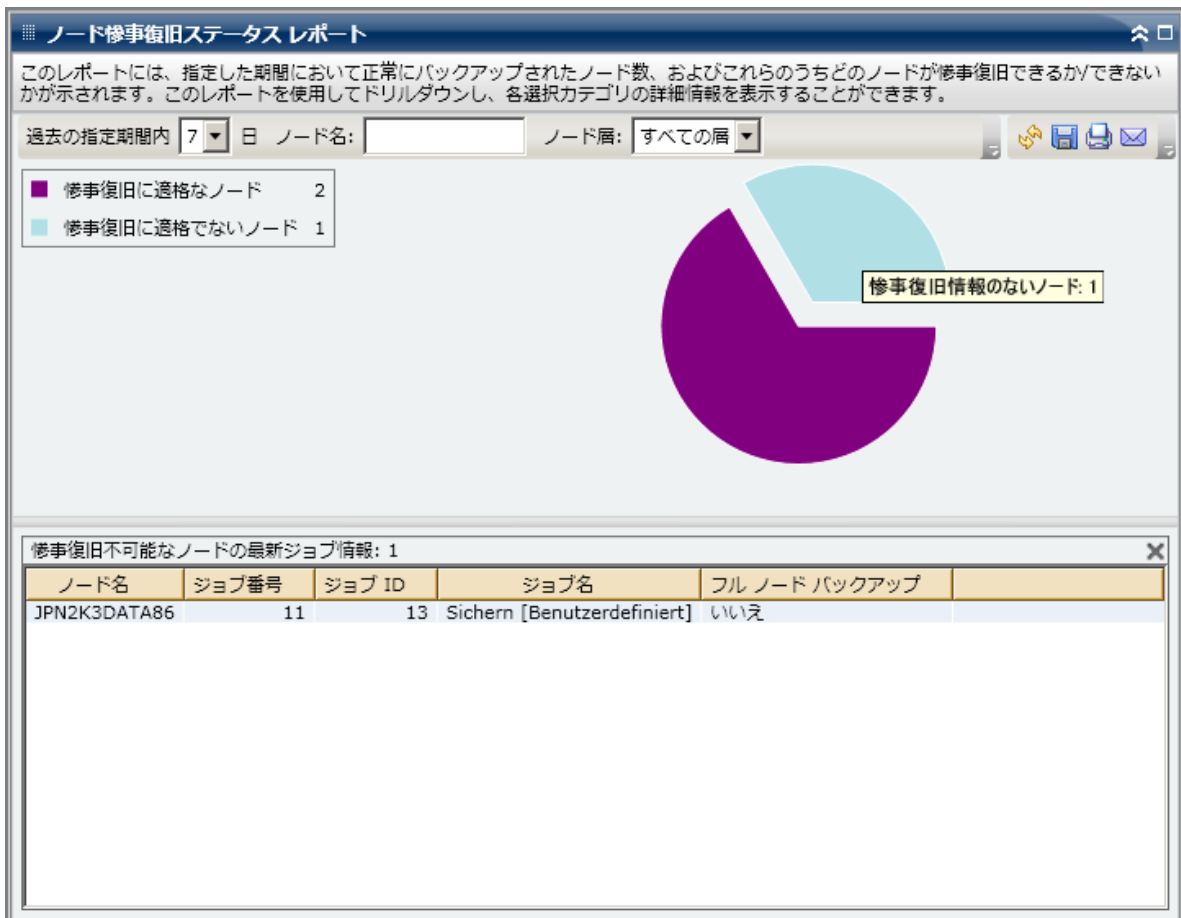 ノード惨事復旧ステータス レポート
このレポートには、指定した期間において正常にバックアップされたノード数、およびこれらのうちどのノードが惨事復旧できるか/できない
かが示されます。このレポートを使用してドリルダウンし、各選択カテゴリの詳細情報を表示することができます。
過去の指定期間内 7 日 ノード名: ノード層: すべての層
惨事復旧に適格なノード 2
惨事復旧に適格でないノード 1
惨事復旧情報のないノード: 1
惨事復旧不可能なノードの最新ジョブ情報: 1
ノード名 ジョブ番号 ジョブ ID ジョブ名 フル ノード バックアップ
JPN2K3DATA86 11 13 Sichern [Benutzerdefiniert] いいえ